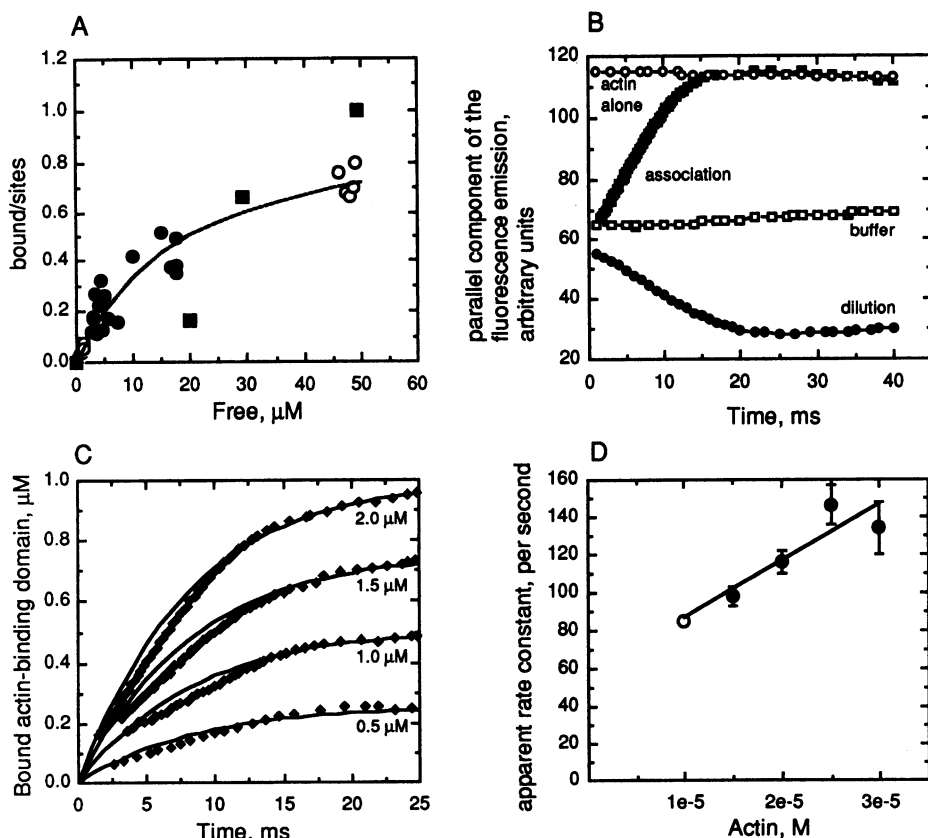 A
1.2
1.0
0.8
0.6
0.4
0.2
0.0
bound/sites
0 10 20 30 40 50 60
Free, μM
B
120
100
80
60
40
20
parallel component of the
fluorescence emission,
arbitrary units
actin
alone
association
buffer
dilution
0 10 20 30 40
Time, ms
C
1.0
0.8
0.6
0.4
0.2
0.0
Bound actin-binding domain, μM
2.0 μM
1.5 μM
1.0 μM
0.5 μM
0 5 10 15 20 25
Time, ms
D
160
140
120
100
80
60
40
20
0
apparent rate constant, per second
1e-5 2e-5 3e-5
Actin, M